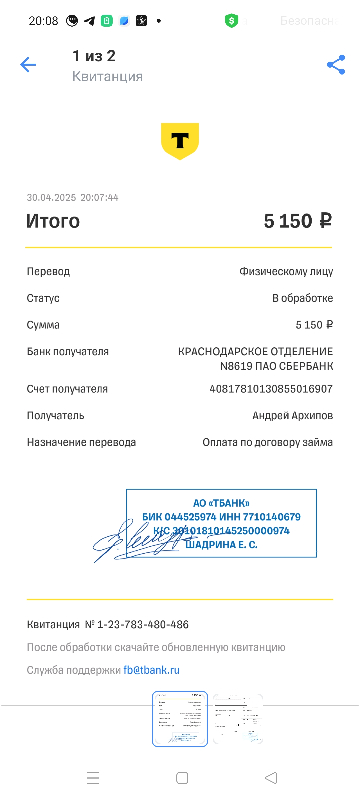 20:08
Безопасн
1 из 2
Квитанция
Т
30.04.2025 20:07:44
Итого 5 150 ₽
Перевод Физическому лицу
Статус В обработке
Сумма 5 150 ₽
Банк получателя КРАСНОДАРСКОЕ ОТДЕЛЕНИЕ
N8619 ПАО СБЕРБАНК
Счет получателя 40817810130855016907
Получатель Андрей Архипов
Назначение перевода Оплата по договору займа
АО «ТБАНК»
БИК 044525974 ИНН 7710140679
К/С 30101810145250000974
ШАДРИНА Е. С.
Квитанция № 1-23-783-480-486
После обработки скачайте обновленную квитанцию
Служба поддержки fb@tbank.ru